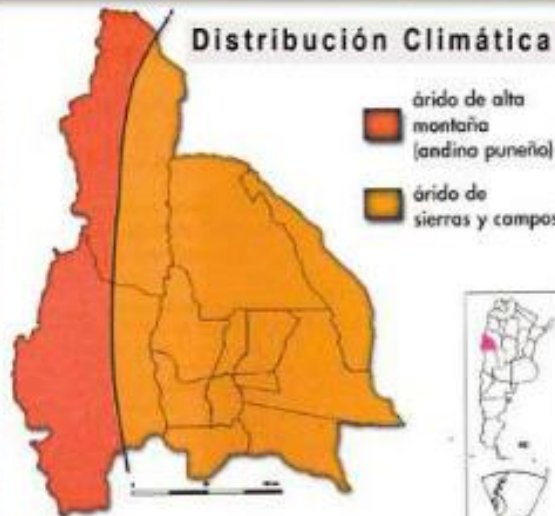 Distribución Climática
árido de alta
montaña
(andino puneño)
árido de
sierras y campos